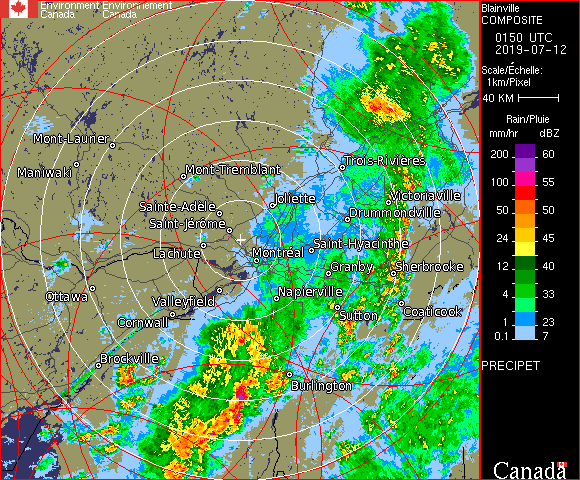 Environment Environnement
Canada Canada
Blainville
COMPOSITE
0150 UTC
2019-07-12
Scale/Échelle:
1km/Pixel
40 KM
Rain/Pluie
mm/hr dBZ
200 60
100 55
50 50
24 45
12 40
4 33
1 23
0.1 7
PRECIPET
Canada
Mont-Laurier
Maniwaki
Mont-Tremblant
Trois-Rivieres
Joliette
Victoriaville
Sainte-Adele
Drummondville
Saint-Jérôme
Lachute
Montréal
Saint-Hyacinthe
Granby
Sherbrooke
Ottawa
Valleyfield
Napierville
Cornwall
Sutton
Coaticook
Brockville
Burlington